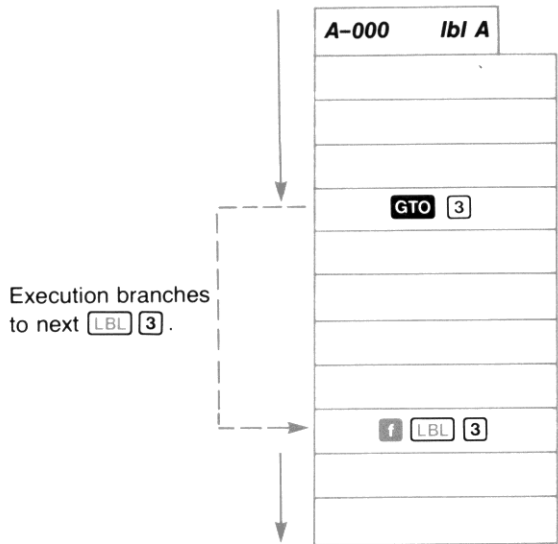 A-000 lbl A
GTO 3
Execution branches
to next LBL 3.
f LBL 3